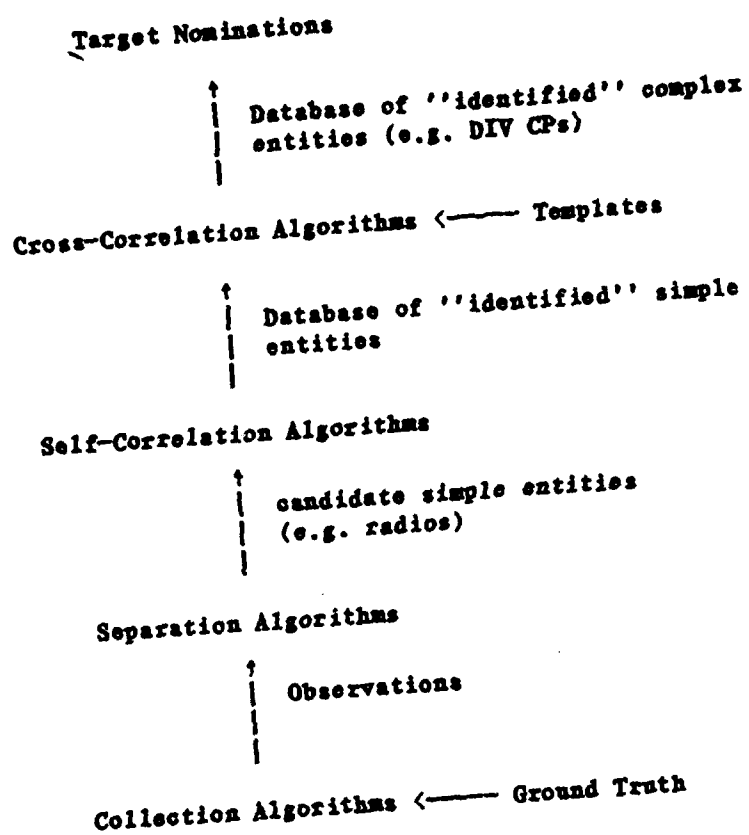 Target Nominations
Database of ''identified'' complex
entities (e.g. DIV CPs)
Cross-Correlation Algorithms <---- Templates
Database of ''identified'' simple
entities
Self-Correlation Algorithms
candidate simple entities
(e.g. radios)
Separation Algorithms
Observations
Collection Algorithms <---- Ground Truth